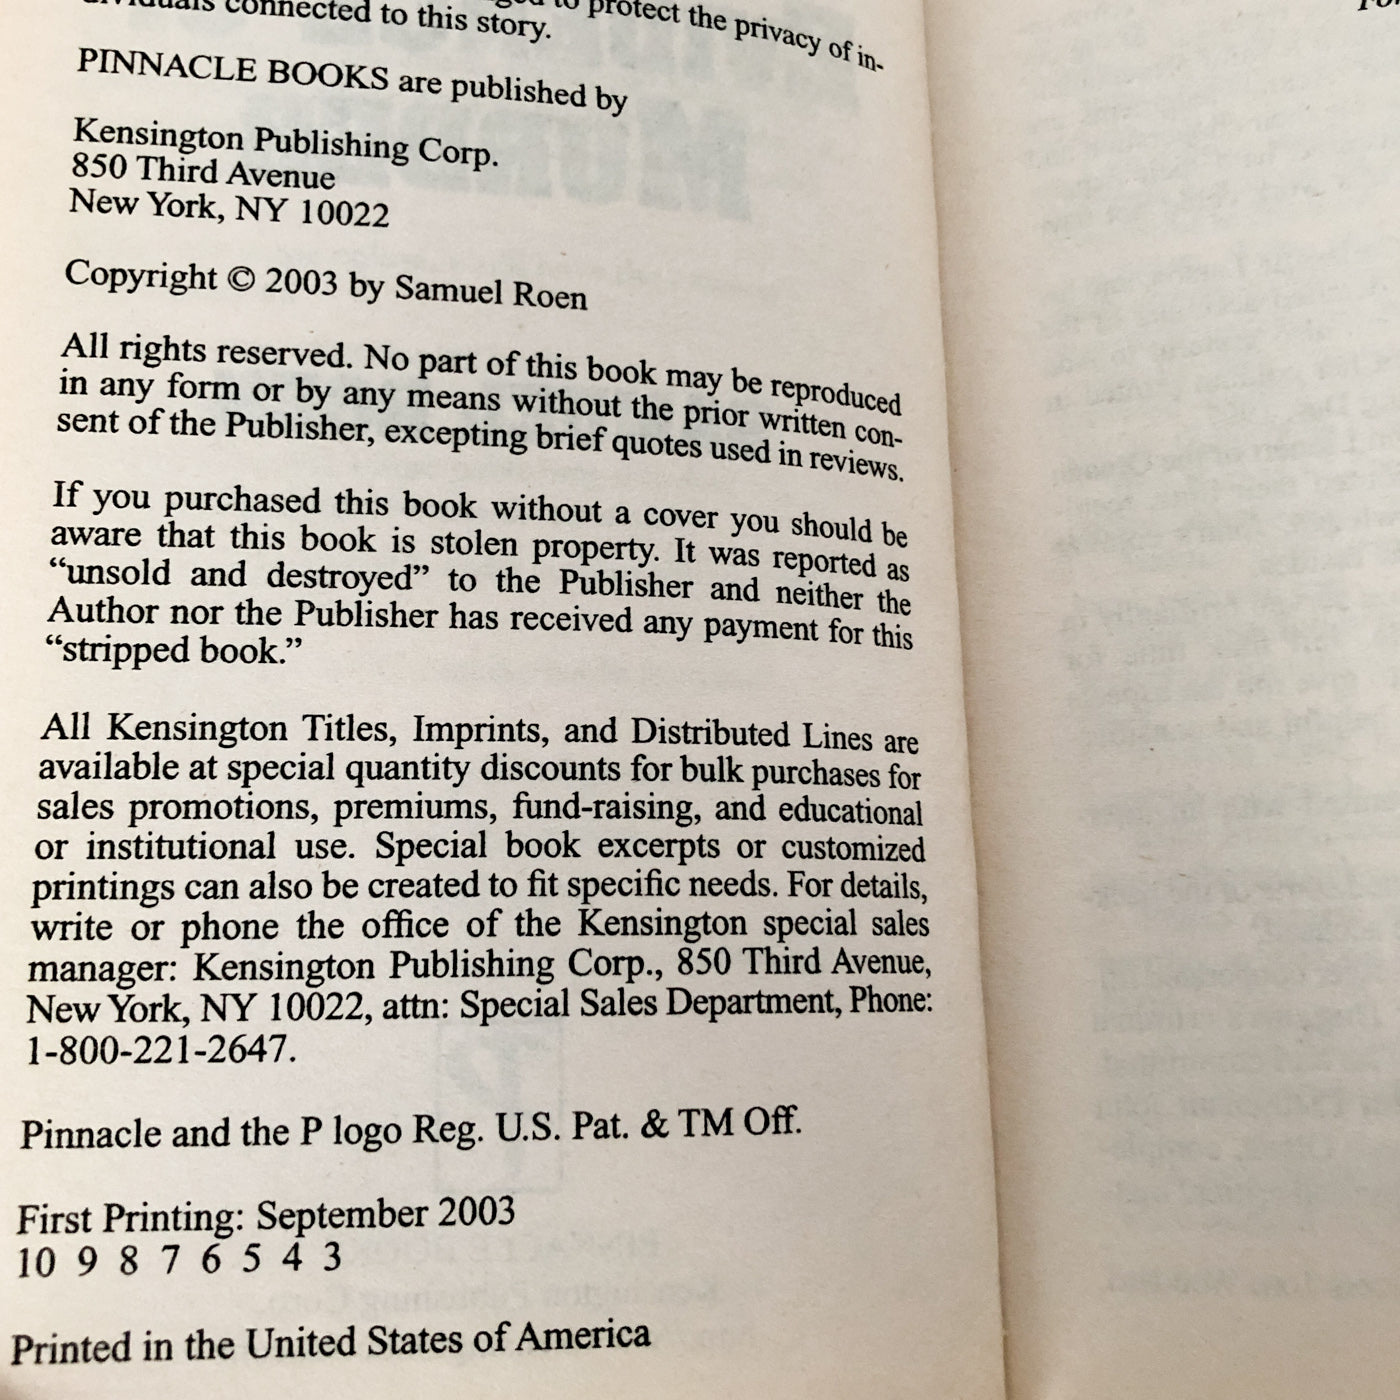 to protect the privacy of in-
dividuals connected to this story.
PINNACLE BOOKS are published by
Kensington Publishing Corp.
850 Third Avenue
New York, NY 10022
Copyright © 2003 by Samuel Roen
All rights reserved. No part of this book may be reproduced
in any form or by any means without the prior written con-
sent of the Publisher, excepting brief quotes used in reviews.
If you purchased this book without a cover you should be
aware that this book is stolen property. It was reported as
“unsold and destroyed” to the Publisher and neither the
Author nor the Publisher has received any payment for this
“stripped book.”
All Kensington Titles, Imprints, and Distributed Lines are
available at special quantity discounts for bulk purchases for
sales promotions, premiums, fund-raising, and educational
or institutional use. Special book excerpts or customized
printings can also be created to fit specific needs. For details,
write or phone the office of the Kensington special sales
manager: Kensington Publishing Corp., 850 Third Avenue,
New York, NY 10022, attn: Special Sales Department, Phone:
1-800-221-2647.
Pinnacle and the P logo Reg. U.S. Pat. & TM Off.
First Printing: September 2003
10 9 8 7 6 5 4 3
Printed in the United States of America